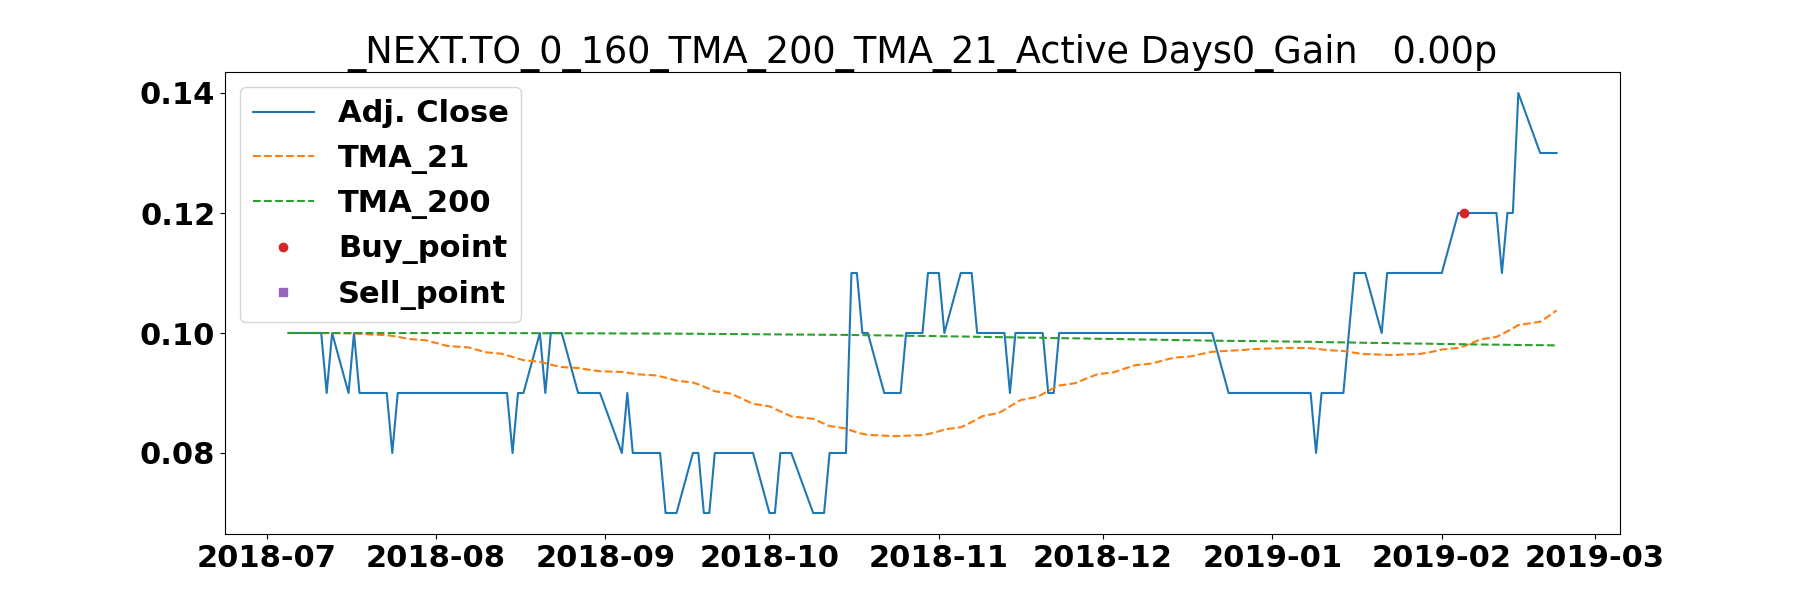 _NEXT.TO_0_160_TMA_200_TMA_21_Active Days0_Gain   0.00p
0.14
0.12
0.10
0.08
Adj. Close
TMA_21
TMA_200
Buy_point
Sell_point
2018-07 2018-08 2018-09 2018-10 2018-11 2018-12 2019-01 2019-02 2019-03